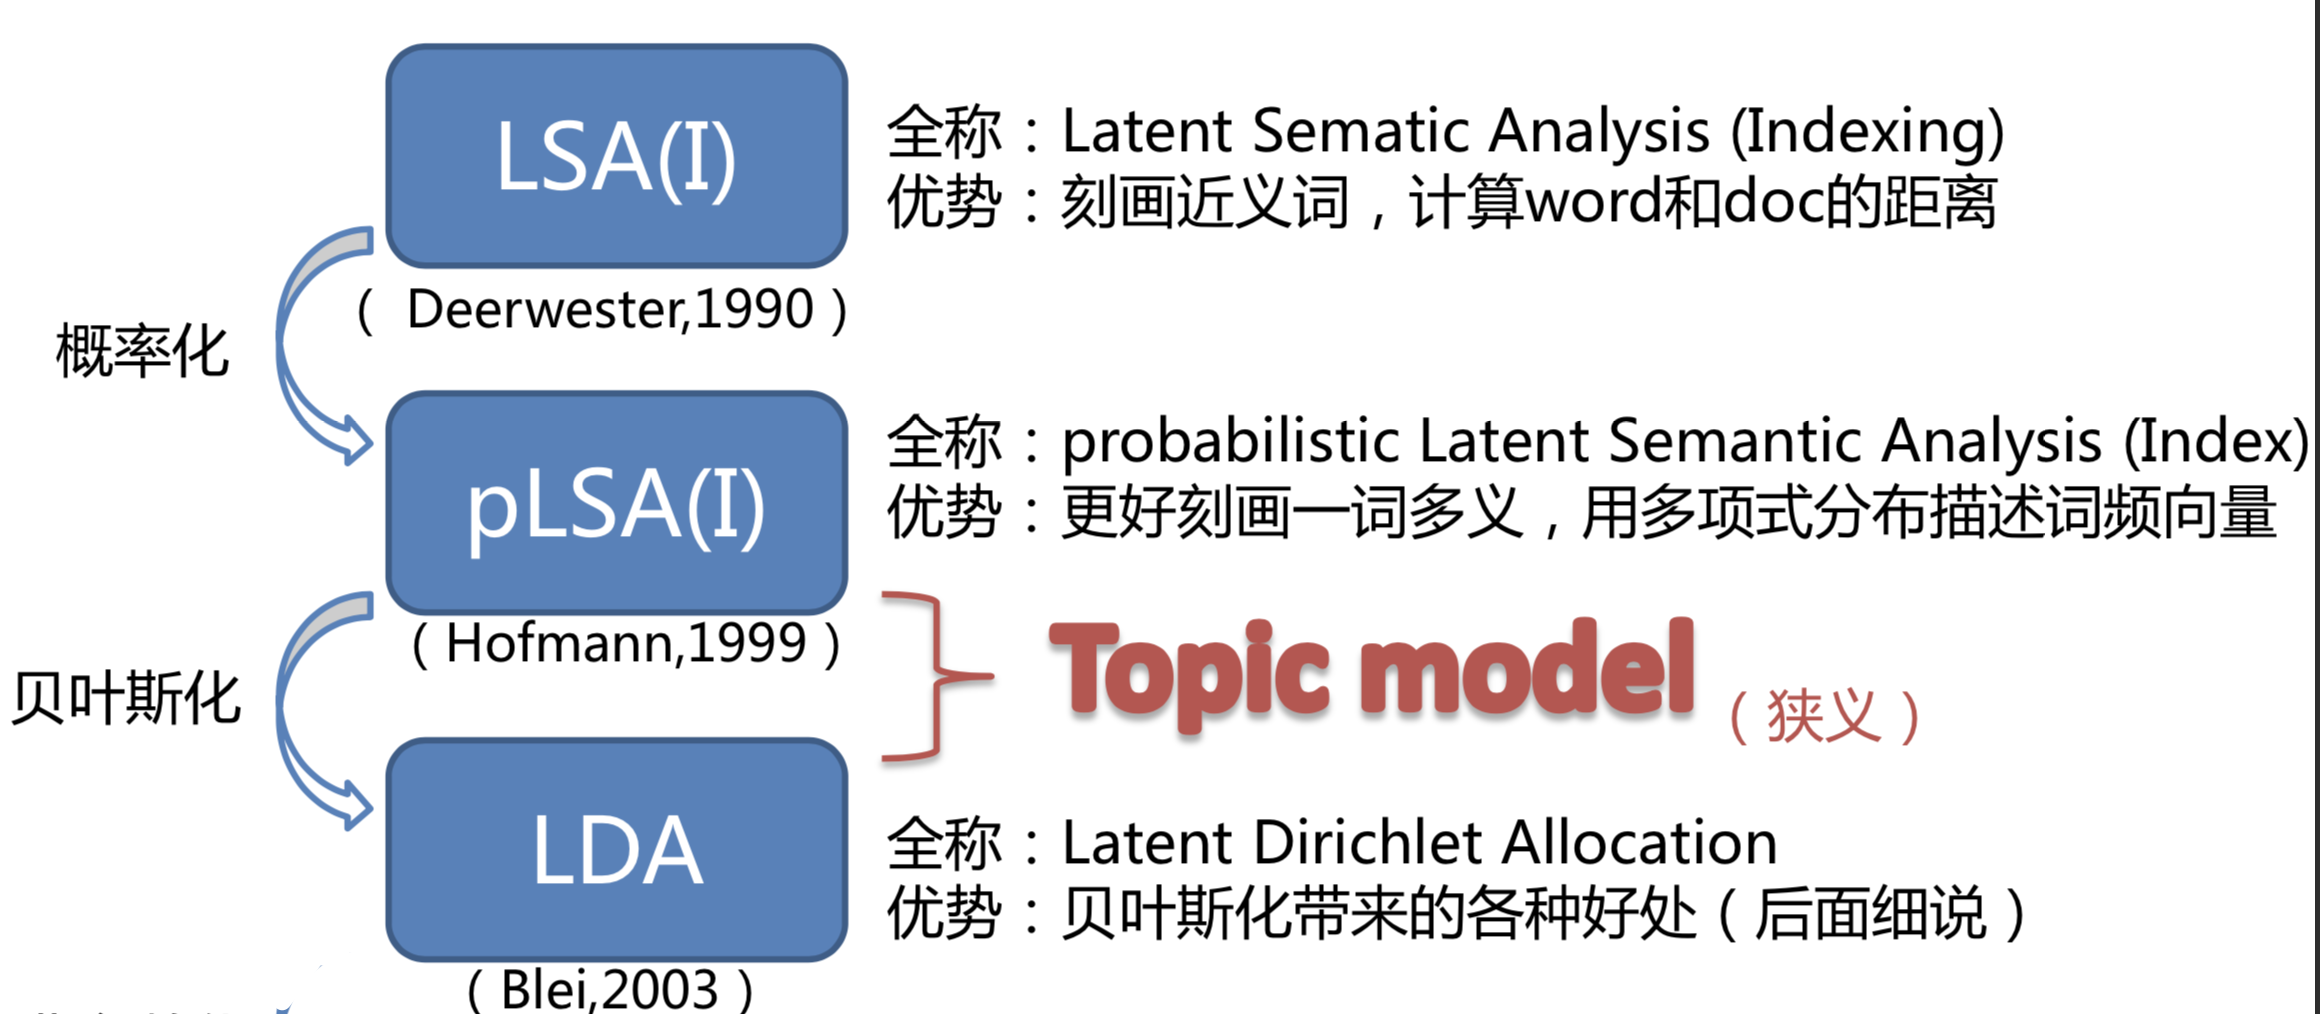 LSA(I)
全称：Latent Sematic Analysis (Indexing)
优势：刻画近义词，计算word和doc的距离
（ Deerwester,1990）
概率化
pLSA(I)
全称：probabilistic Latent Semantic Analysis (Index)
优势：更好刻画一词多义，用多项式分布描述词频向量
（Hofmann,1999）
贝叶斯化
Topic model（狭义）
LDA
全称：Latent Dirichlet Allocation
优势：贝叶斯化带来的各种好处（后面细说）
（Blei,2003）